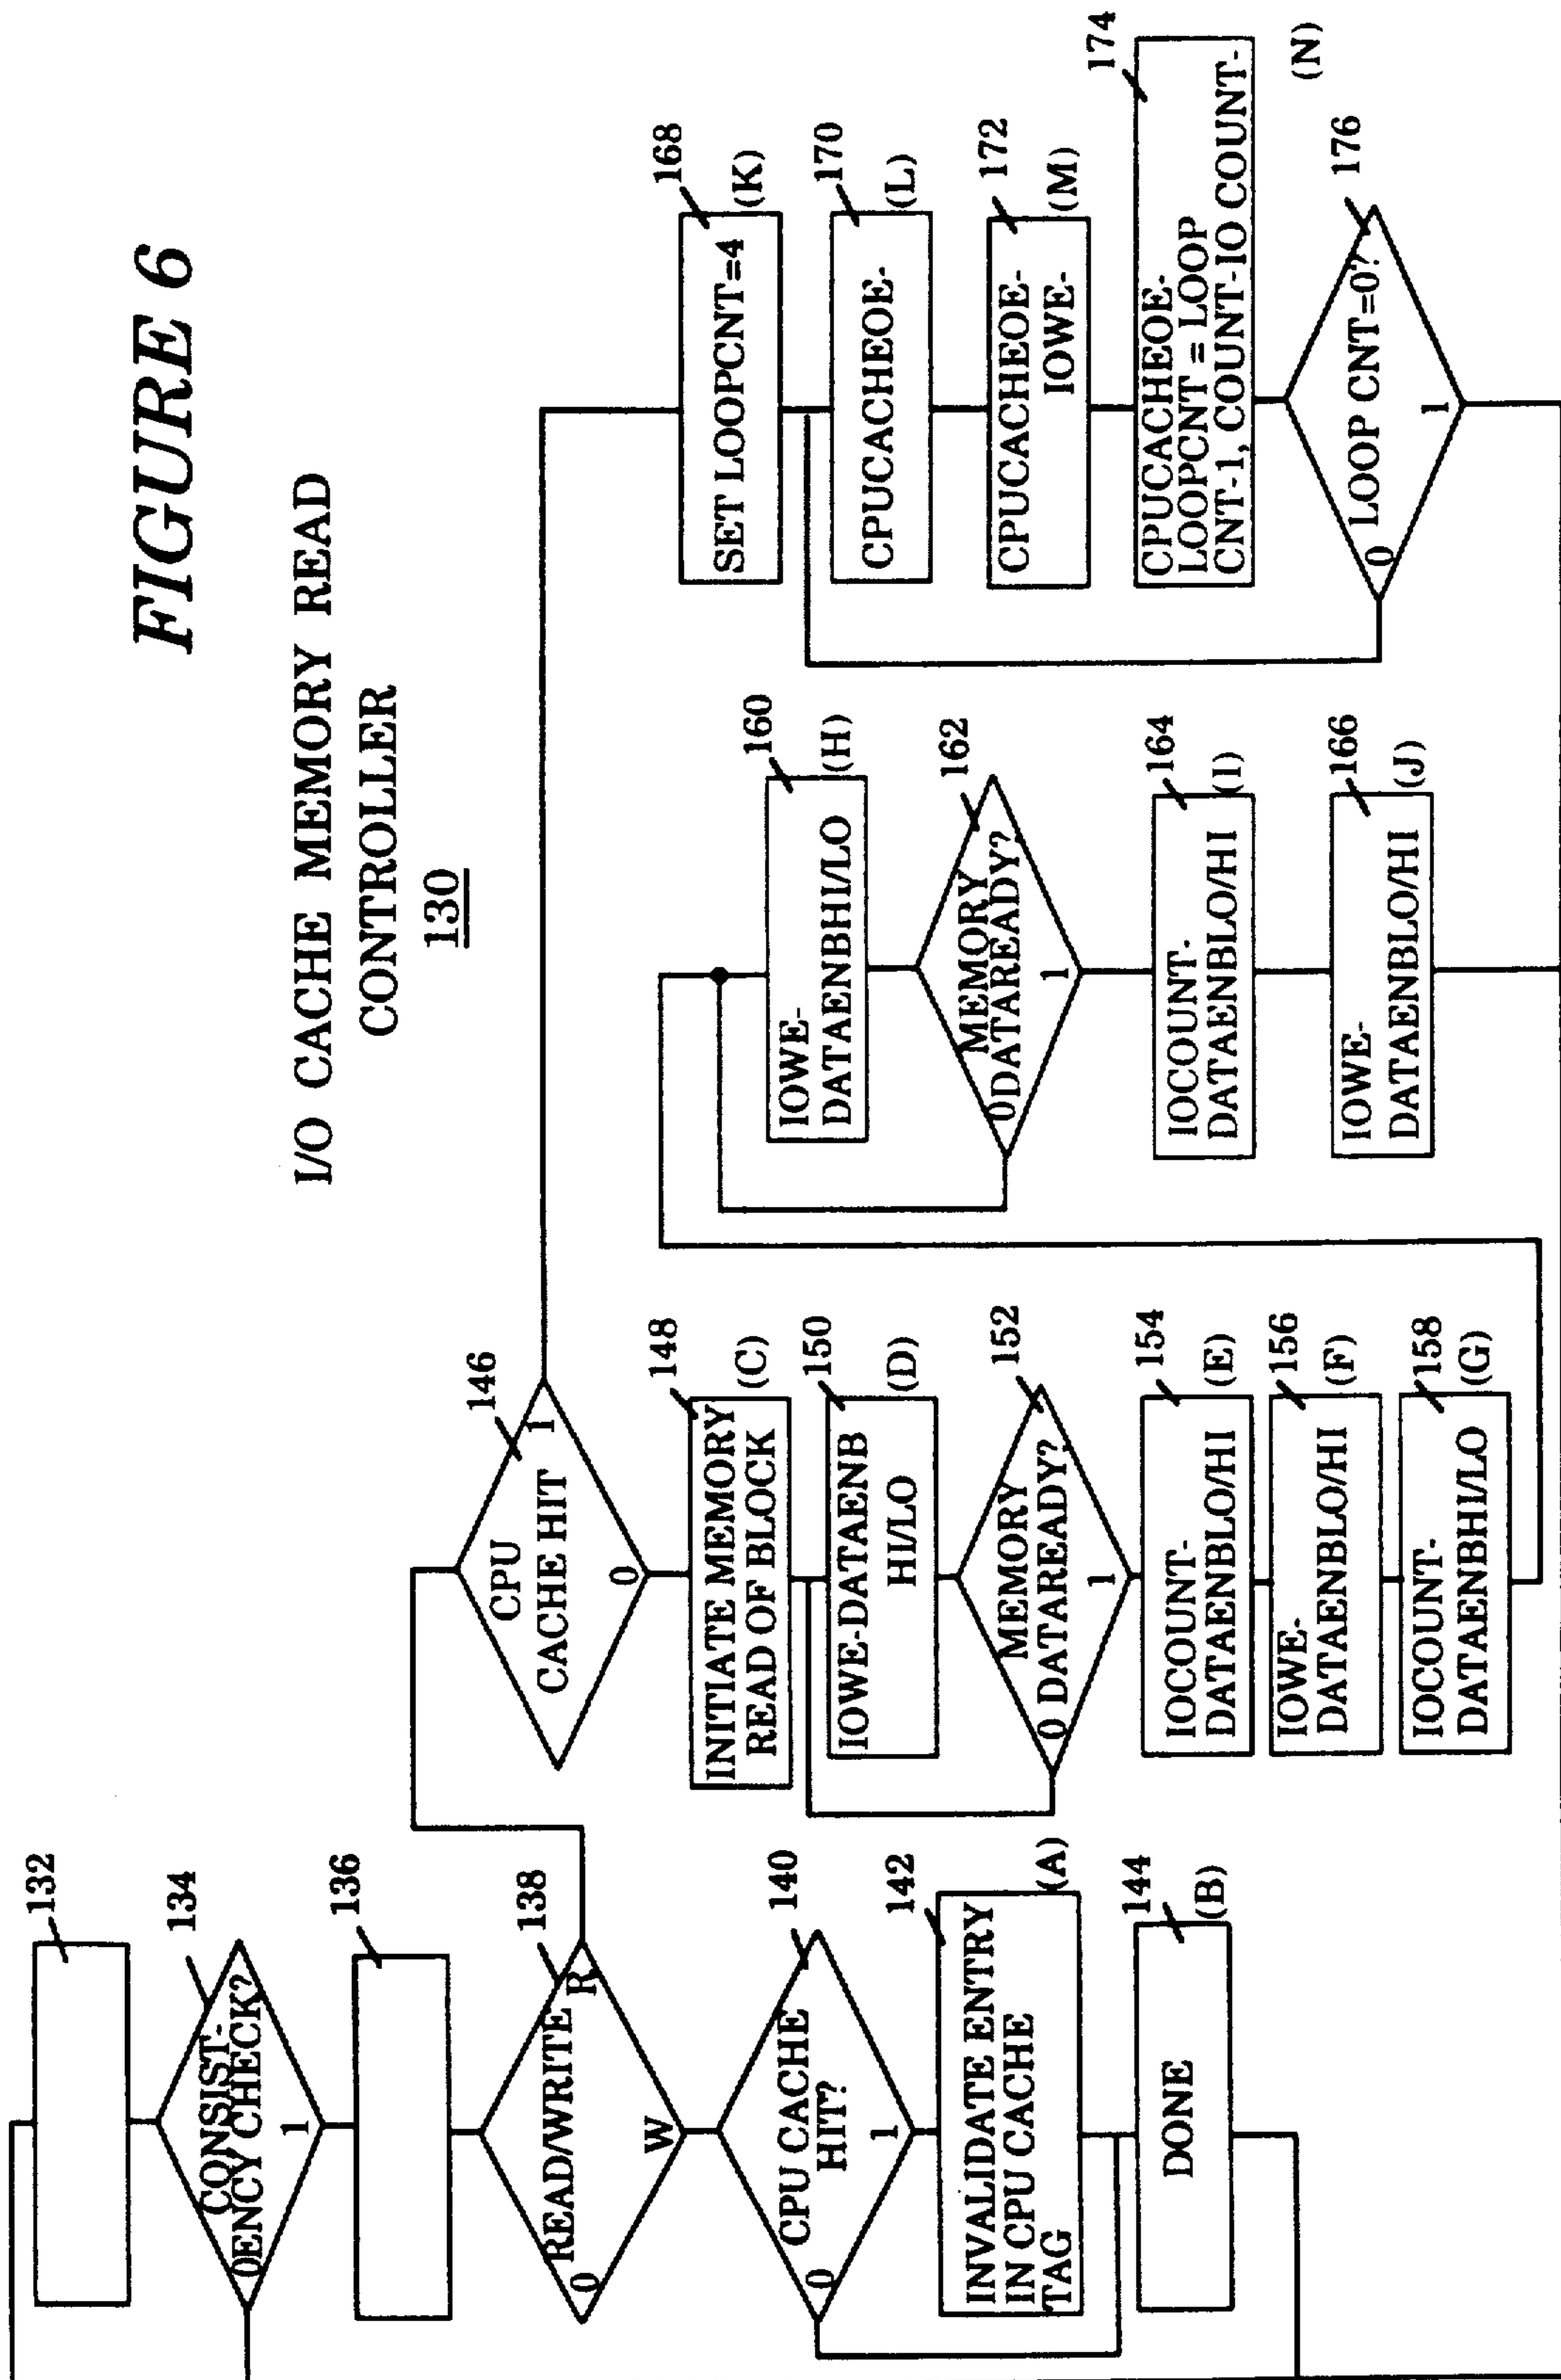 FIGURE 6
I/O CACHE MEMORY READ
CONTROLLER
130
132
CONSIST-
0ENCY CHECK?
1
134
136
READ/WRITE
0
R
W
138
CPU CACHE
HIT?
0
1
140
INVALIDATE ENTRY
IN CPU CACHE
TAG
142
(A)
DONE
144
(B)
CPU
CACHE HIT
1
0
146
INITIATE MEMORY
READ OF BLOCK
148
(C)
IOWE-DATAENB
HI/LO
150
(D)
MEMORY
0 DATAREADY?
1
152
IOCOUNT-
DATAENBLO/HI
154
(E)
IOWE-
DATAENBLO/HI
156
(F)
IOCOUNT-
DATAENBHI/LO
158
(G)
IOWE-
DATAENBHI/LO
160
(H)
MEMORY
0DATAREADY?
1
162
IOCOUNT-
DATAENBLO/HI
164
(I)
IOWE-
DATAENBLO/HI
166
(J)
SET LOOPCNT=4
168
(K)
CPUCACHEOE-
170
(L)
CPUCACHEOE-
IOWE-
172
(M)
CPUCACHEOE-
LOOPCNT = LOOP
CNT-1, COUNT-IO COUNT-
174
(N)
LOOP CNT=0?
0
1
176